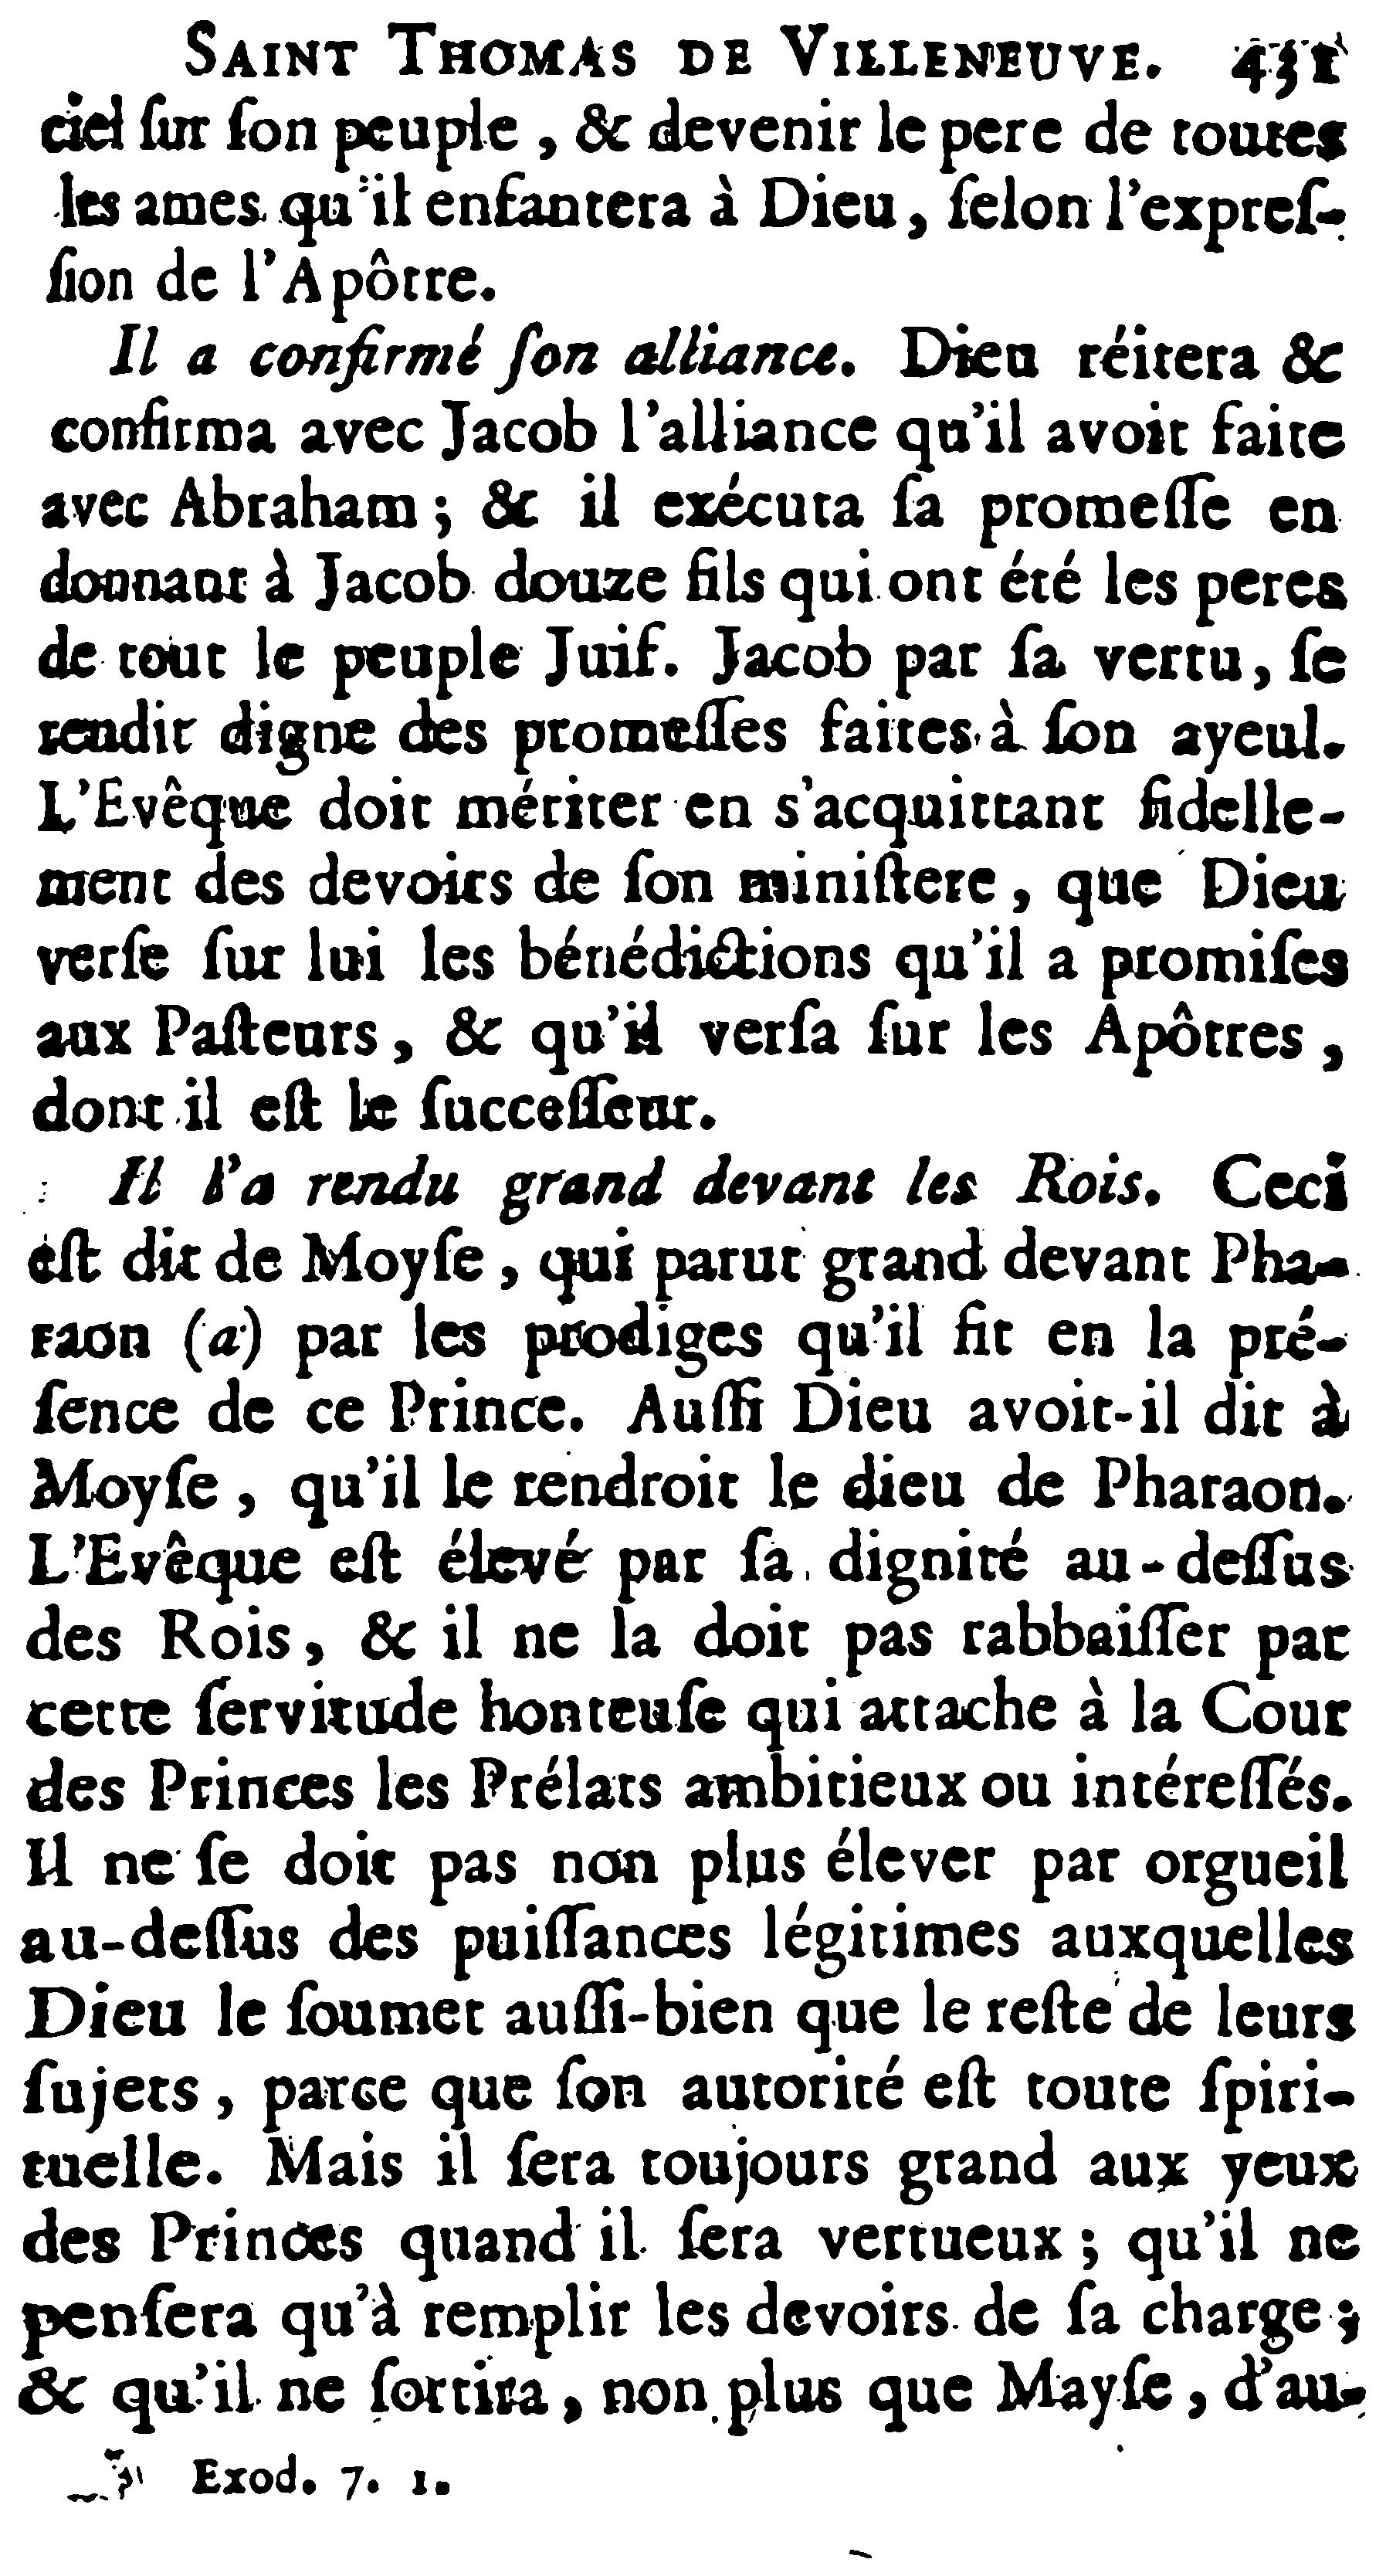 SAINT THOMAS DE VILLENEUVE. 431
ciel ſur ſon peuple, & devenir le pere de toutes
les ames qu'il enfantera à Dieu, ſelon l'expreſ-
ſion de l'Apôtre.
Il a confirmé ſon alliance. Dieu réitera &
confirma avec Jacob l'alliance qu'il avoit faite
avec Abraham; & il exécuta ſa promeſſe en
donnant à Jacob douze fils qui ont été les peres
de tout le peuple Juif. Jacob par ſa vertu, ſe
rendit digne des promeſſes faites à ſon ayeul.
L'Evêque doit mériter en s'acquittant fidelle-
ment des devoirs de ſon miniſtere, que Dieu
verſe ſur lui les bénédictions qu'il a promiſes
aux Paſteurs, & qu'il verſa ſur les Apôtres,
dont il eſt le ſucceſſeur.
Il l'a rendu grand devant les Rois. Ceci
eſt dit de Moyſe, qui parut grand devant Pha-
raon (a) par les prodiges qu'il fit en la pré-
ſence de ce Prince. Auſſi Dieu avoit-il dit à
Moyſe, qu'il le rendroit le dieu de Pharaon.
L'Evêque eſt élevé par ſa dignité au-deſſus
des Rois, & il ne la doit pas rabbaiſſer par
cette ſervitude honteuſe qui attache à la Cour
des Princes les Prélats ambitieux ou intéreſſés.
Il ne ſe doit pas non plus élever par orgueil
au-deſſus des puiſſances légitimes auxquelles
Dieu le ſoumet auſſi-bien que le reſte de leurs
ſujets, parce que ſon autorité eſt toute ſpiri-
tuelle. Mais il ſera toujours grand aux yeux
des Princes quand il ſera vertueux; qu'il ne
penſera qu'à remplir les devoirs de ſa charge;
& qu'il ne ſortira, non plus que Mayſe, d'au-
Exod. 7. 1.